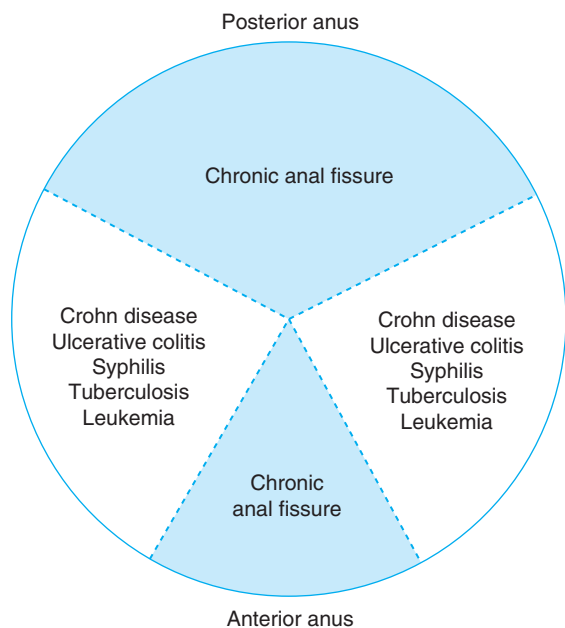 Posterior anus
Chronic anal fissure
Crohn disease
Ulcerative colitis
Syphilis
Tuberculosis
Leukemia
Crohn disease
Ulcerative colitis
Syphilis
Tuberculosis
Leukemia
Chronic
anal fissure
Anterior anus